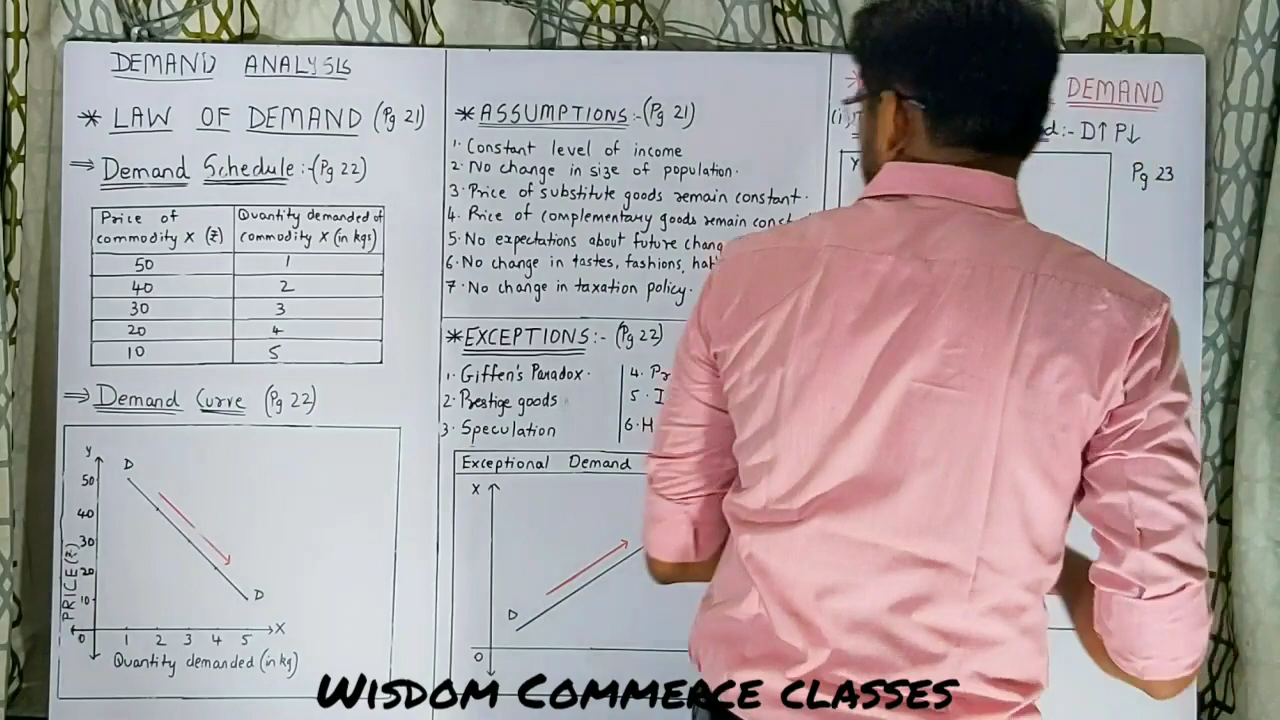 DEMAND ANALYSIS
* LAW OF DEMAND (Pg 21)
⇒ Demand Schedule :- (Pg 22)
Price of commodity X (₹) Quantity demanded of commodity X (in kgs)
50 1
40 2
30 3
20 4
10 5
⇒ Demand Curve (Pg 22)
Y
D
50
40
30
20
10
0
PRICE (₹)
D
1 2 3 4 5 X
Quantity demanded (in kg)
* ASSUMPTIONS :- (Pg 21)
1. Constant level of income
2. No change in size of population.
3. Price of substitute goods remain constant.
4. Price of complementary goods remain
5. No expectations about future
6. No change in tastes, fashions,
7. No change in taxation policy.
* EXCEPTIONS :- (Pg 22)
1. Giffen's Paradox.
2. Prestige goods
3. Speculation
4.
5.
6.
Exceptional Demand
X
D
0
DEMAND
:- D↑ P↓
Y
Pg 23
WISDOM COMMERCE CLASSES